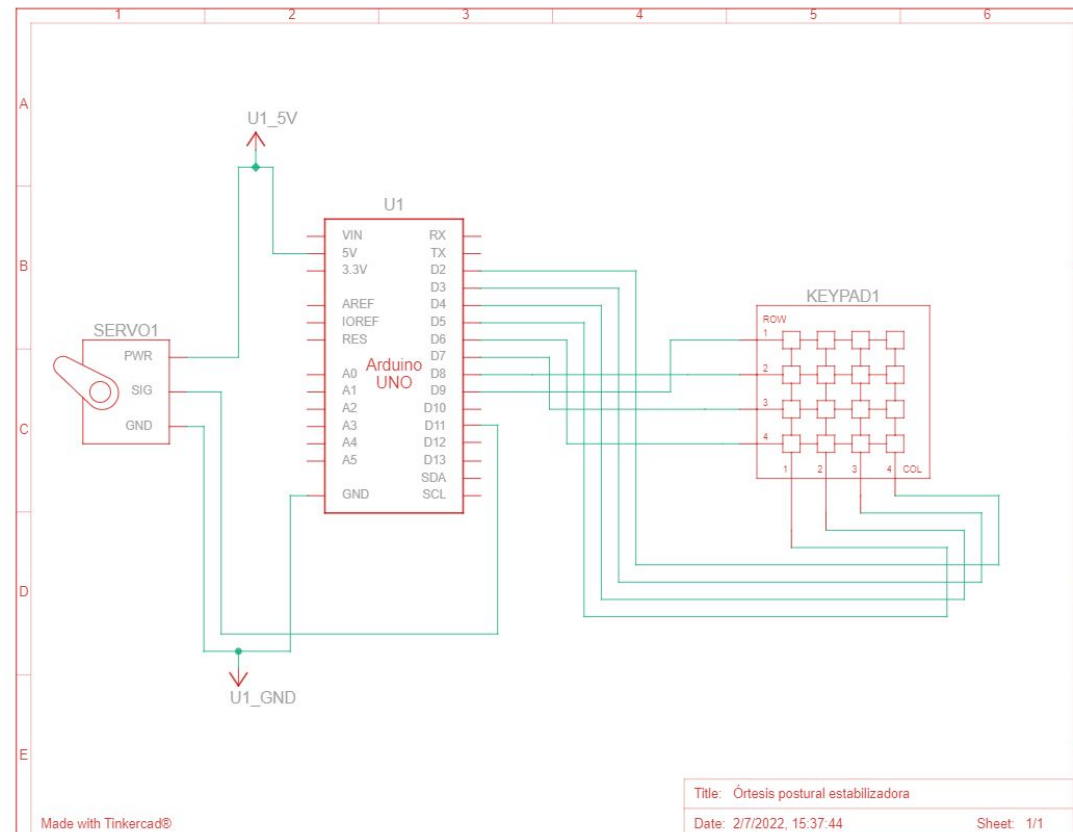 1 2 3 4 5 6
A
B
C
D
E
U1_5V
U1
VIN RX
5V TX
3.3V D2
D3
AREF D4
IOREF D5
RES D6
D7
A0 D8
A1 D9
A2 D10
A3 D11
A4 D12
A5 D13
SDA
GND SCL
Arduino
UNO
SERVO1
PWR
SIG
GND
U1_GND
KEYPAD1
ROW
1
2
3
4
1 2 3 4 COL
Title: Órtesis postural estabilizadora
Made with Tinkercad®
Date: 2/7/2022, 15:37:44 Sheet: 1/1